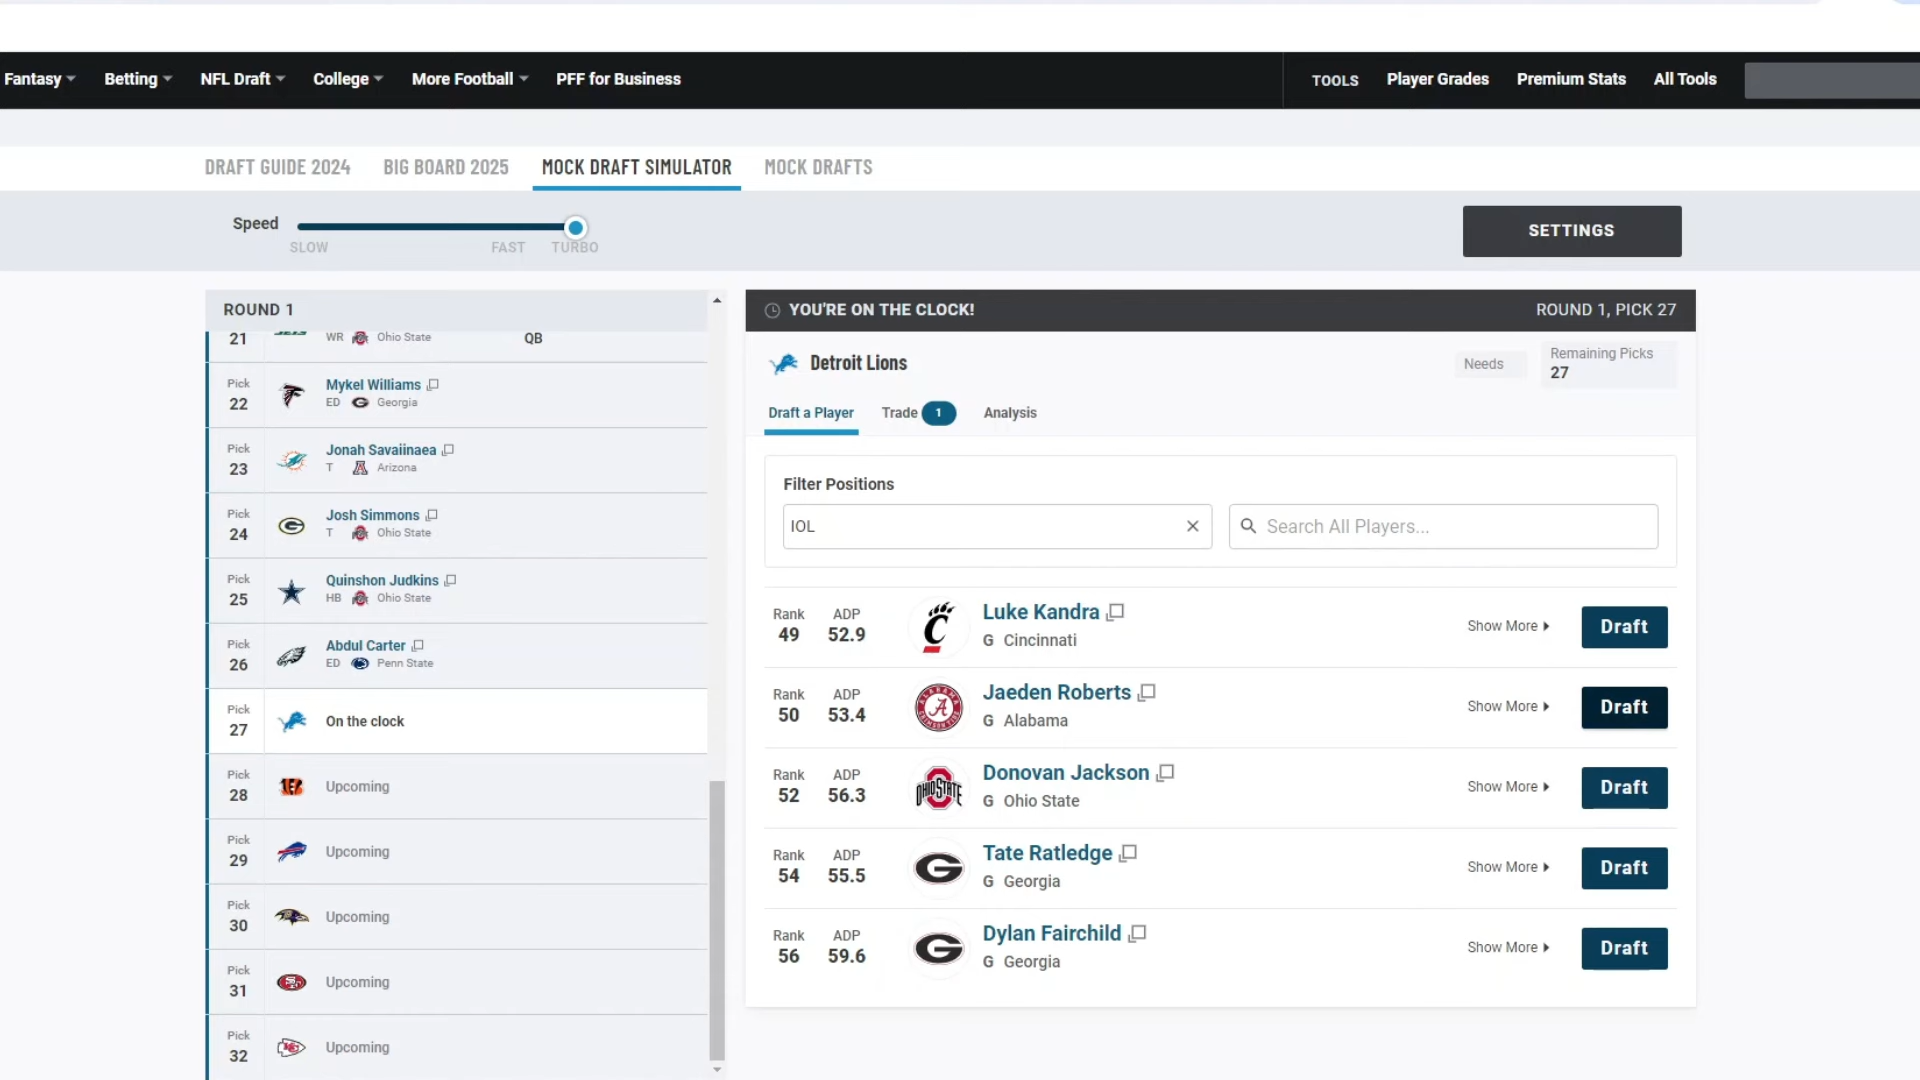 Fantasy Betting NFL Draft College More Football PFF for Business TOOLS Player Grades Premium Stats All Tools
DRAFT GUIDE 2024 BIG BOARD 2025 MOCK DRAFT SIMULATOR MOCK DRAFTS
Speed
SLOW FAST TURBO
SETTINGS
ROUND 1
21
WR Ohio State QB
Pick
22
Mykel Williams
ED Georgia
Pick
23
Jonah Savaiinaea
T Arizona
Pick
24
Josh Simmons
T Ohio State
Pick
25
Quinshon Judkins
HB Ohio State
Pick
26
Abdul Carter
ED Penn State
Pick
27
On the clock
Pick
28
Upcoming
Pick
29
Upcoming
Pick
30
Upcoming
Pick
31
Upcoming
Pick
32
Upcoming
YOU'RE ON THE CLOCK! ROUND 1, PICK 27
Detroit Lions
Needs
Remaining Picks
27
Draft a Player Trade 1 Analysis
Filter Positions
IOL
Search All Players...
Rank ADP
49 52.9
Luke Kandra
G Cincinnati
Show More
Draft
Rank ADP
50 53.4
Jaeden Roberts
G Alabama
Show More
Draft
Rank ADP
52 56.3
OHIO STATE
Donovan Jackson
G Ohio State
Show More
Draft
Rank ADP
54 55.5
Tate Ratledge
G Georgia
Show More
Draft
Rank ADP
56 59.6
Dylan Fairchild
G Georgia
Show More
Draft